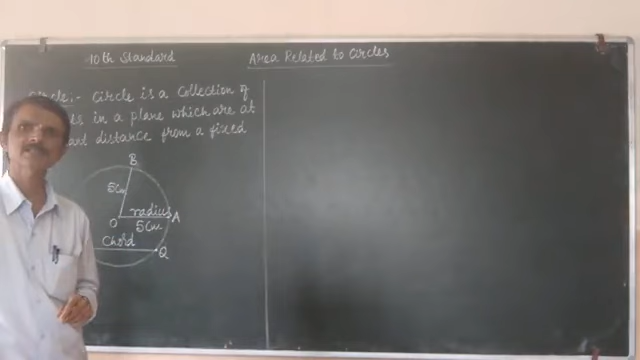 10th Standard
Area Related to Circles
Circle:- Circle is a Collection of
in a plane which are at
distance from a fixed
B
5cm
radius
O
A
5cm
Chord
Q